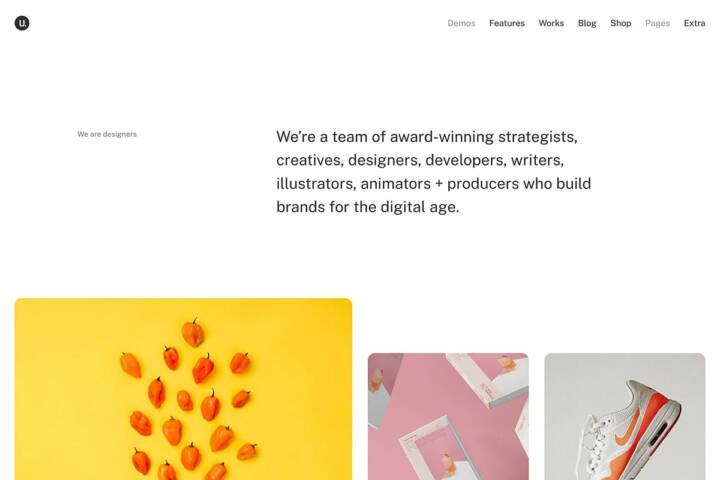 U.
Demos Features Works Blog Shop Pages Extra
We are designers
We’re a team of award-winning strategists,
creatives, designers, developers, writers,
illustrators, animators + producers who build
brands for the digital age.